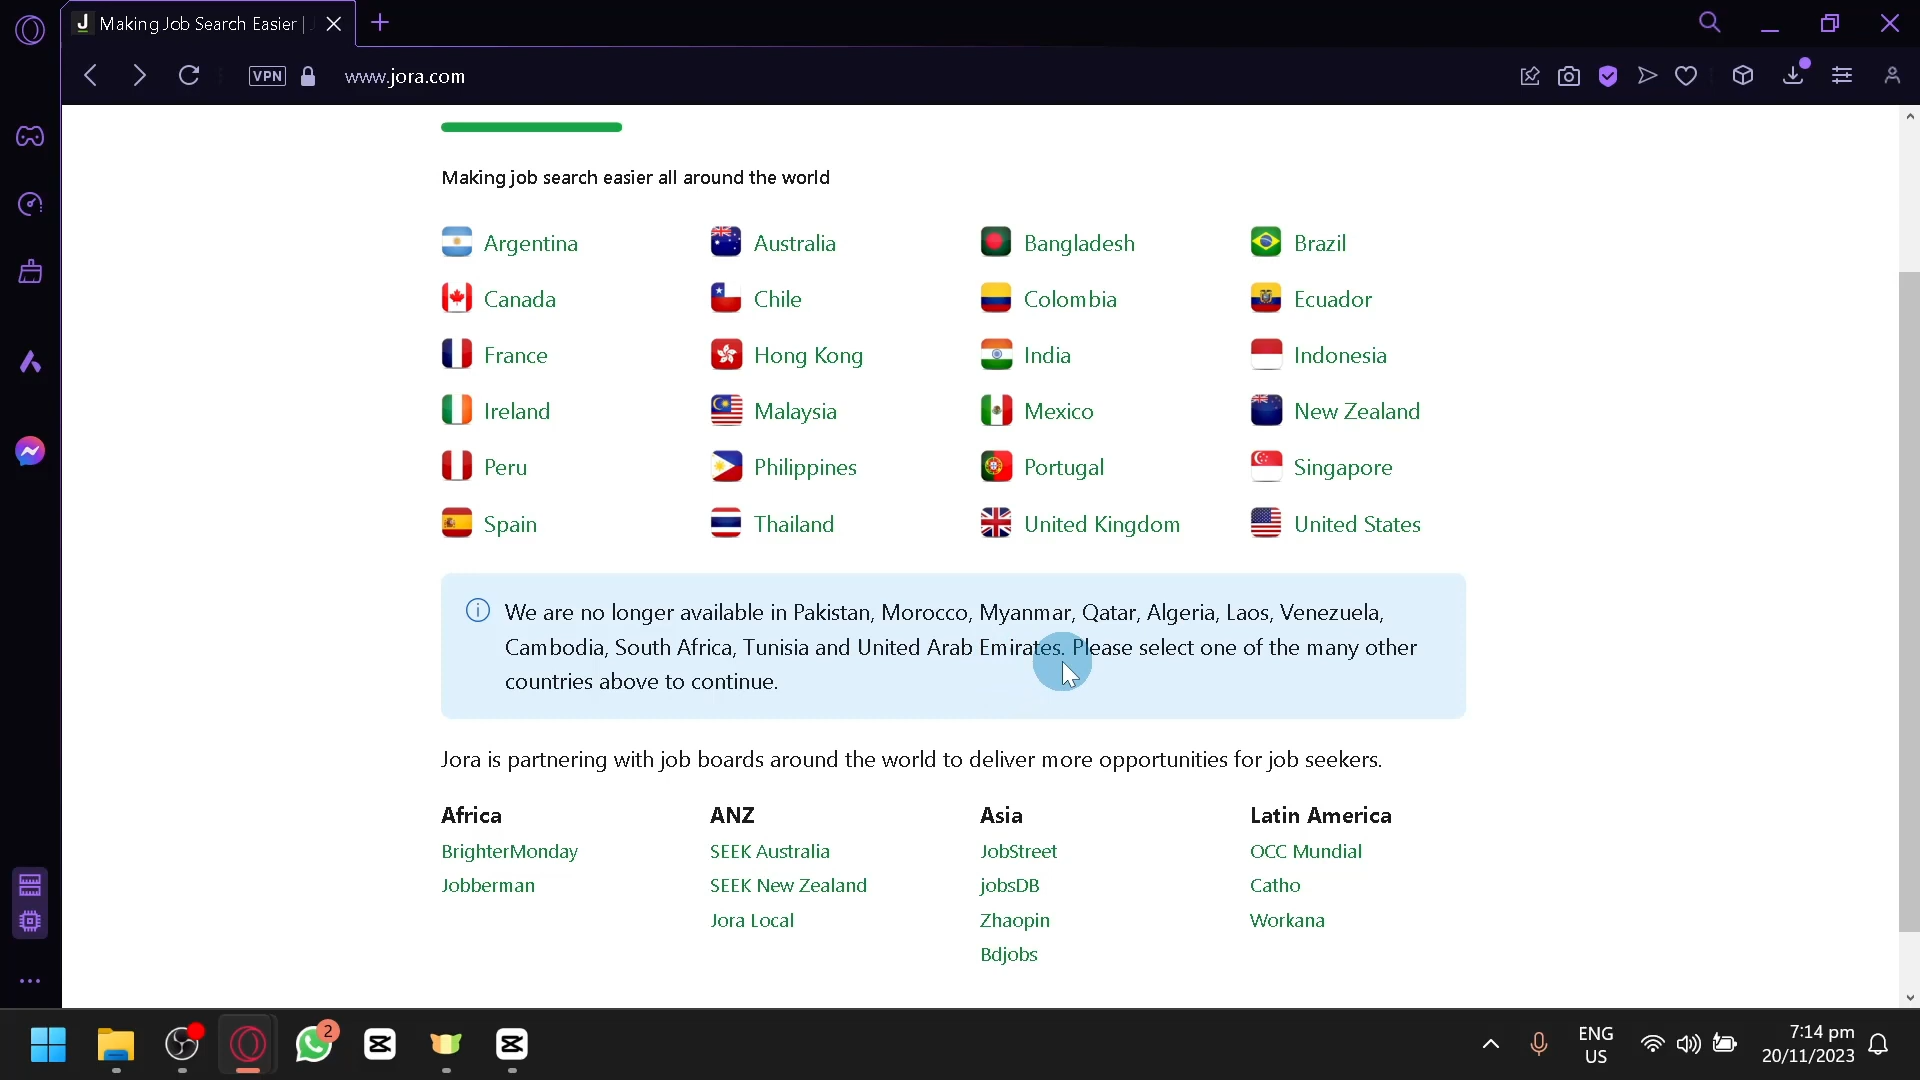 Making Job Search Easier |
VPN
www.jora.com
Making job search easier all around the world
Argentina Australia Bangladesh Brazil
Canada Chile Colombia Ecuador
France Hong Kong India Indonesia
Ireland Malaysia Mexico New Zealand
Peru Philippines Portugal Singapore
Spain Thailand United Kingdom United States
We are no longer available in Pakistan, Morocco, Myanmar, Qatar, Algeria, Laos, Venezuela,
Cambodia, South Africa, Tunisia and United Arab Emirates. Please select one of the many other
countries above to continue.
Jora is partnering with job boards around the world to deliver more opportunities for job seekers.
Africa ANZ Asia Latin America
BrighterMonday SEEK Australia JobStreet OCC Mundial
Jobberman SEEK New Zealand jobsDB Catho
Jora Local Zhaopin Workana
Bdjobs
2
ENG
US
7:14 pm
20/11/2023